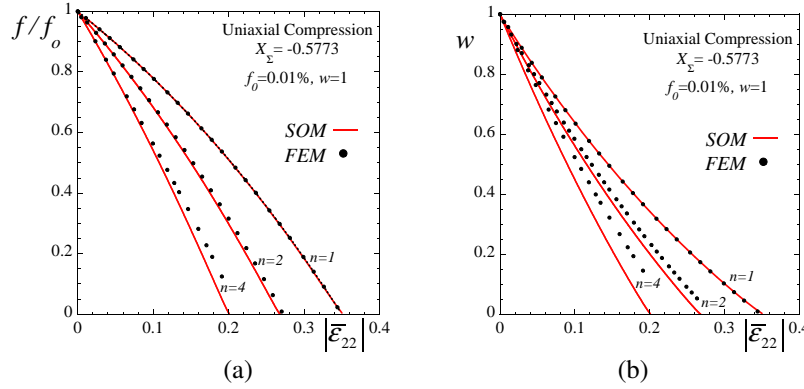 f/f_o
1
0.8
0.6
0.4
0.2
0
Uniaxial Compression
X_Σ= -0.5773
f_0=0.01%, w=1
SOM
FEM
n=1
n=2
n=4
0 0.1 0.2 0.3 0.4
|ε̅_22|
(a)
w
1
0.8
0.6
0.4
0.2
0
Uniaxial Compression
X_Σ= -0.5773
f_0=0.01%, w=1
SOM
FEM
n=1
n=2
n=4
0 0.1 0.2 0.3 0.4
|ε̅_22|
(b)